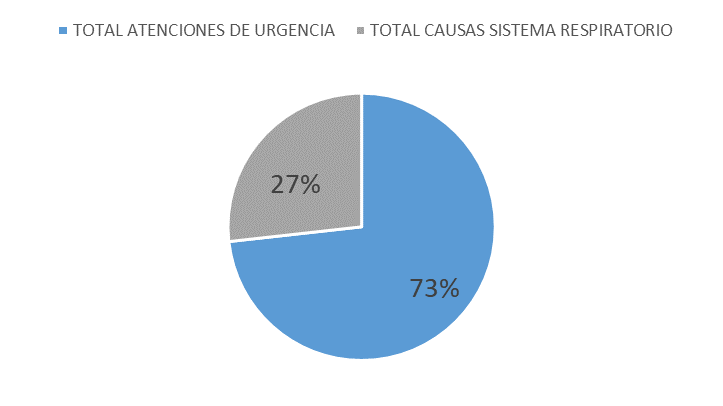 TOTAL ATENCIONES DE URGENCIA TOTAL CAUSAS SISTEMA RESPIRATORIO
27%
73%